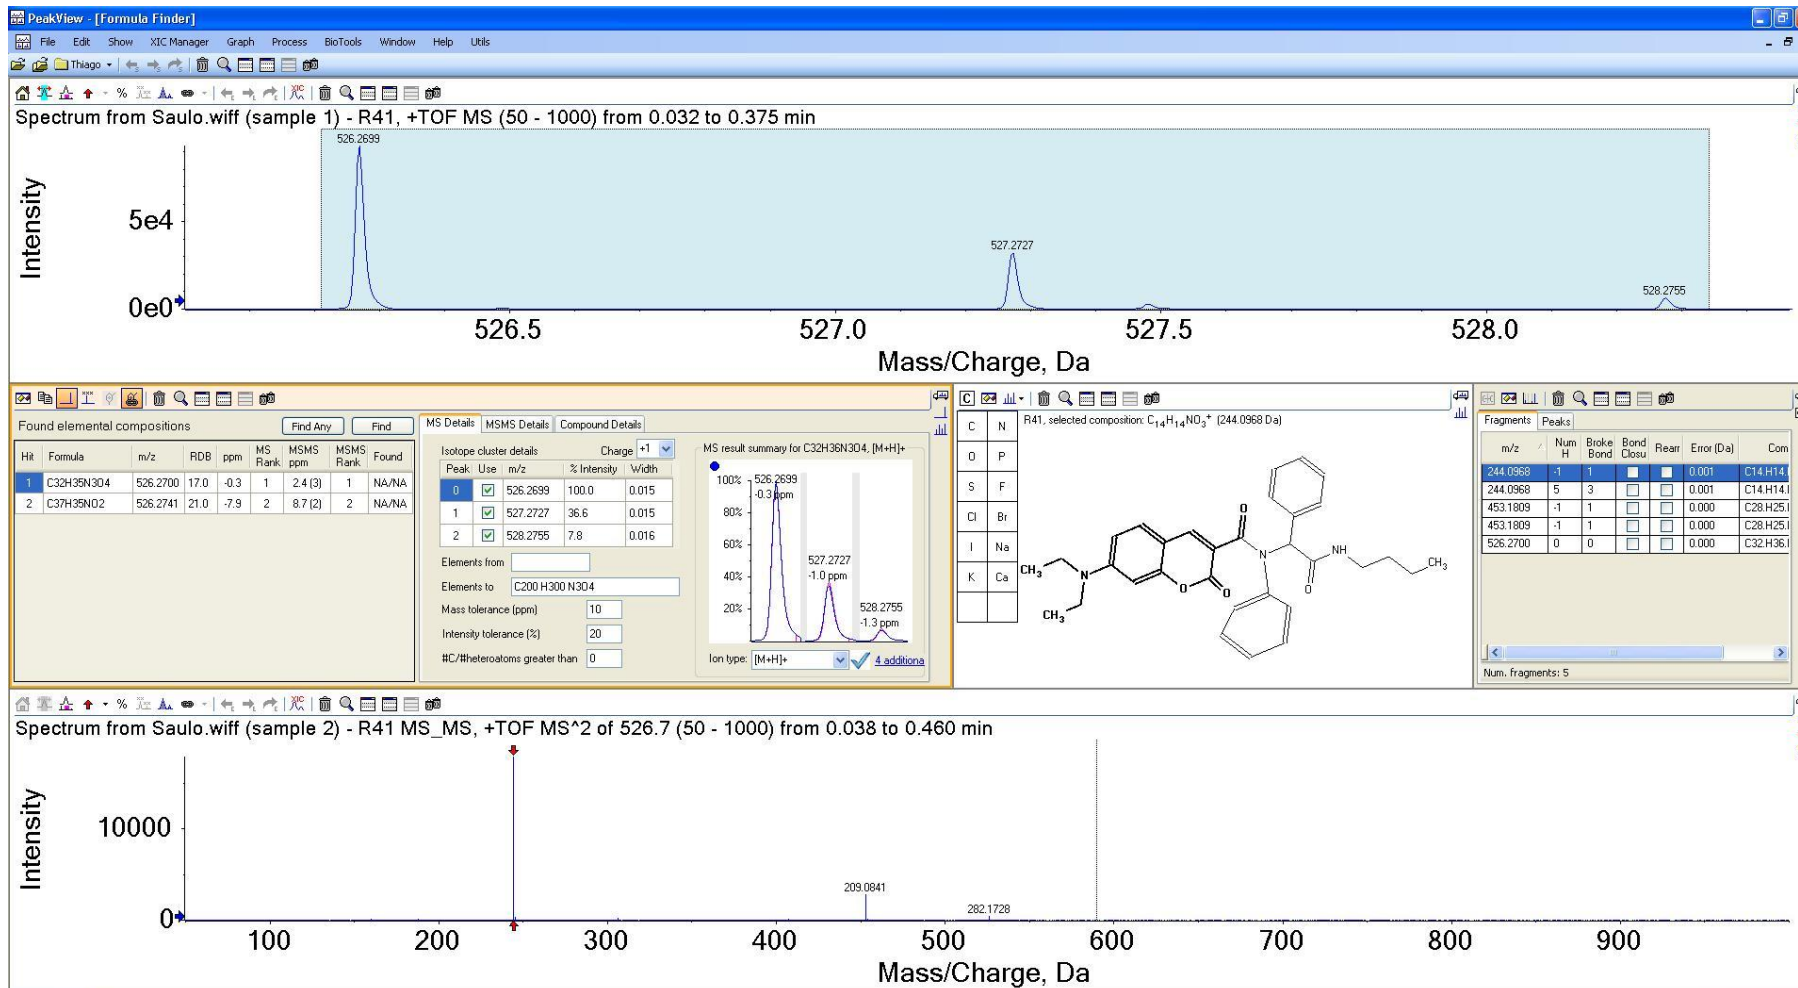 PeakView - [Formula Finder]
File Edit Show XIC Manager Graph Process BioTools Window Help Utils
Thiago
% XIC
Spectrum from Saulo.wiff (sample 1) - R41, +TOF MS (50 - 1000) from 0.032 to 0.375 min
526.2699
527.2727
528.2755
Intensity
5e4
0e0
526.5 527.0 527.5 528.0
Mass/Charge, Da
Found elemental compositions Find Any Find
Hit Formula m/z RDB ppm MS Rank MSMS ppm MSMS Rank Found
1 C32H35N3O4 526.2700 17.0 -0.3 1 2.4 (3) 1 NA/NA
2 C37H35NO2 526.2741 21.0 -7.9 2 8.7 (2) 2 NA/NA
MS Details MSMS Details Compound Details
Isotope cluster details Charge +1
Peak Use m/z % Intensity Width
0 526.2699 100.0 0.015
1 527.2727 36.6 0.015
2 528.2755 7.8 0.016
Elements from
Elements to C200 H300 N3O4
Mass tolerance (ppm) 10
Intensity tolerance (%) 20
#C/#heteroatoms greater than 0
MS result summary for C32H36N3O4, [M+H]+
100%
80%
60%
40%
20%
526.2699
-0.3 ppm
527.2727
-1.0 ppm
528.2755
-1.3 ppm
Ion type: [M+H]+ 4 additiona
C
C N
O P
S F
Cl Br
I Na
K Ca
R41, selected composition: C₁₄H₁₄NO₃⁺ (244.0968 Da)
CH₃ N O O O N O NH CH₃
CH₃
Fragments Peaks
m/z Num H Broke Bond Bond Closu Rearr Error (Da) Com
244.0968 -1 1 0.001 C14.H14.
244.0968 5 3 0.001 C14.H14.
453.1809 -1 1 0.000 C28.H25.
453.1809 -1 1 0.000 C28.H25.
526.2700 0 0 0.000 C32.H36.
Num. fragments: 5
% XIC
Spectrum from Saulo.wiff (sample 2) - R41 MS_MS, +TOF MS^2 of 526.7 (50 - 1000) from 0.038 to 0.460 min
Intensity
10000
0
209.0841
282.1728
100 200 300 400 500 600 700 800 900
Mass/Charge, Da